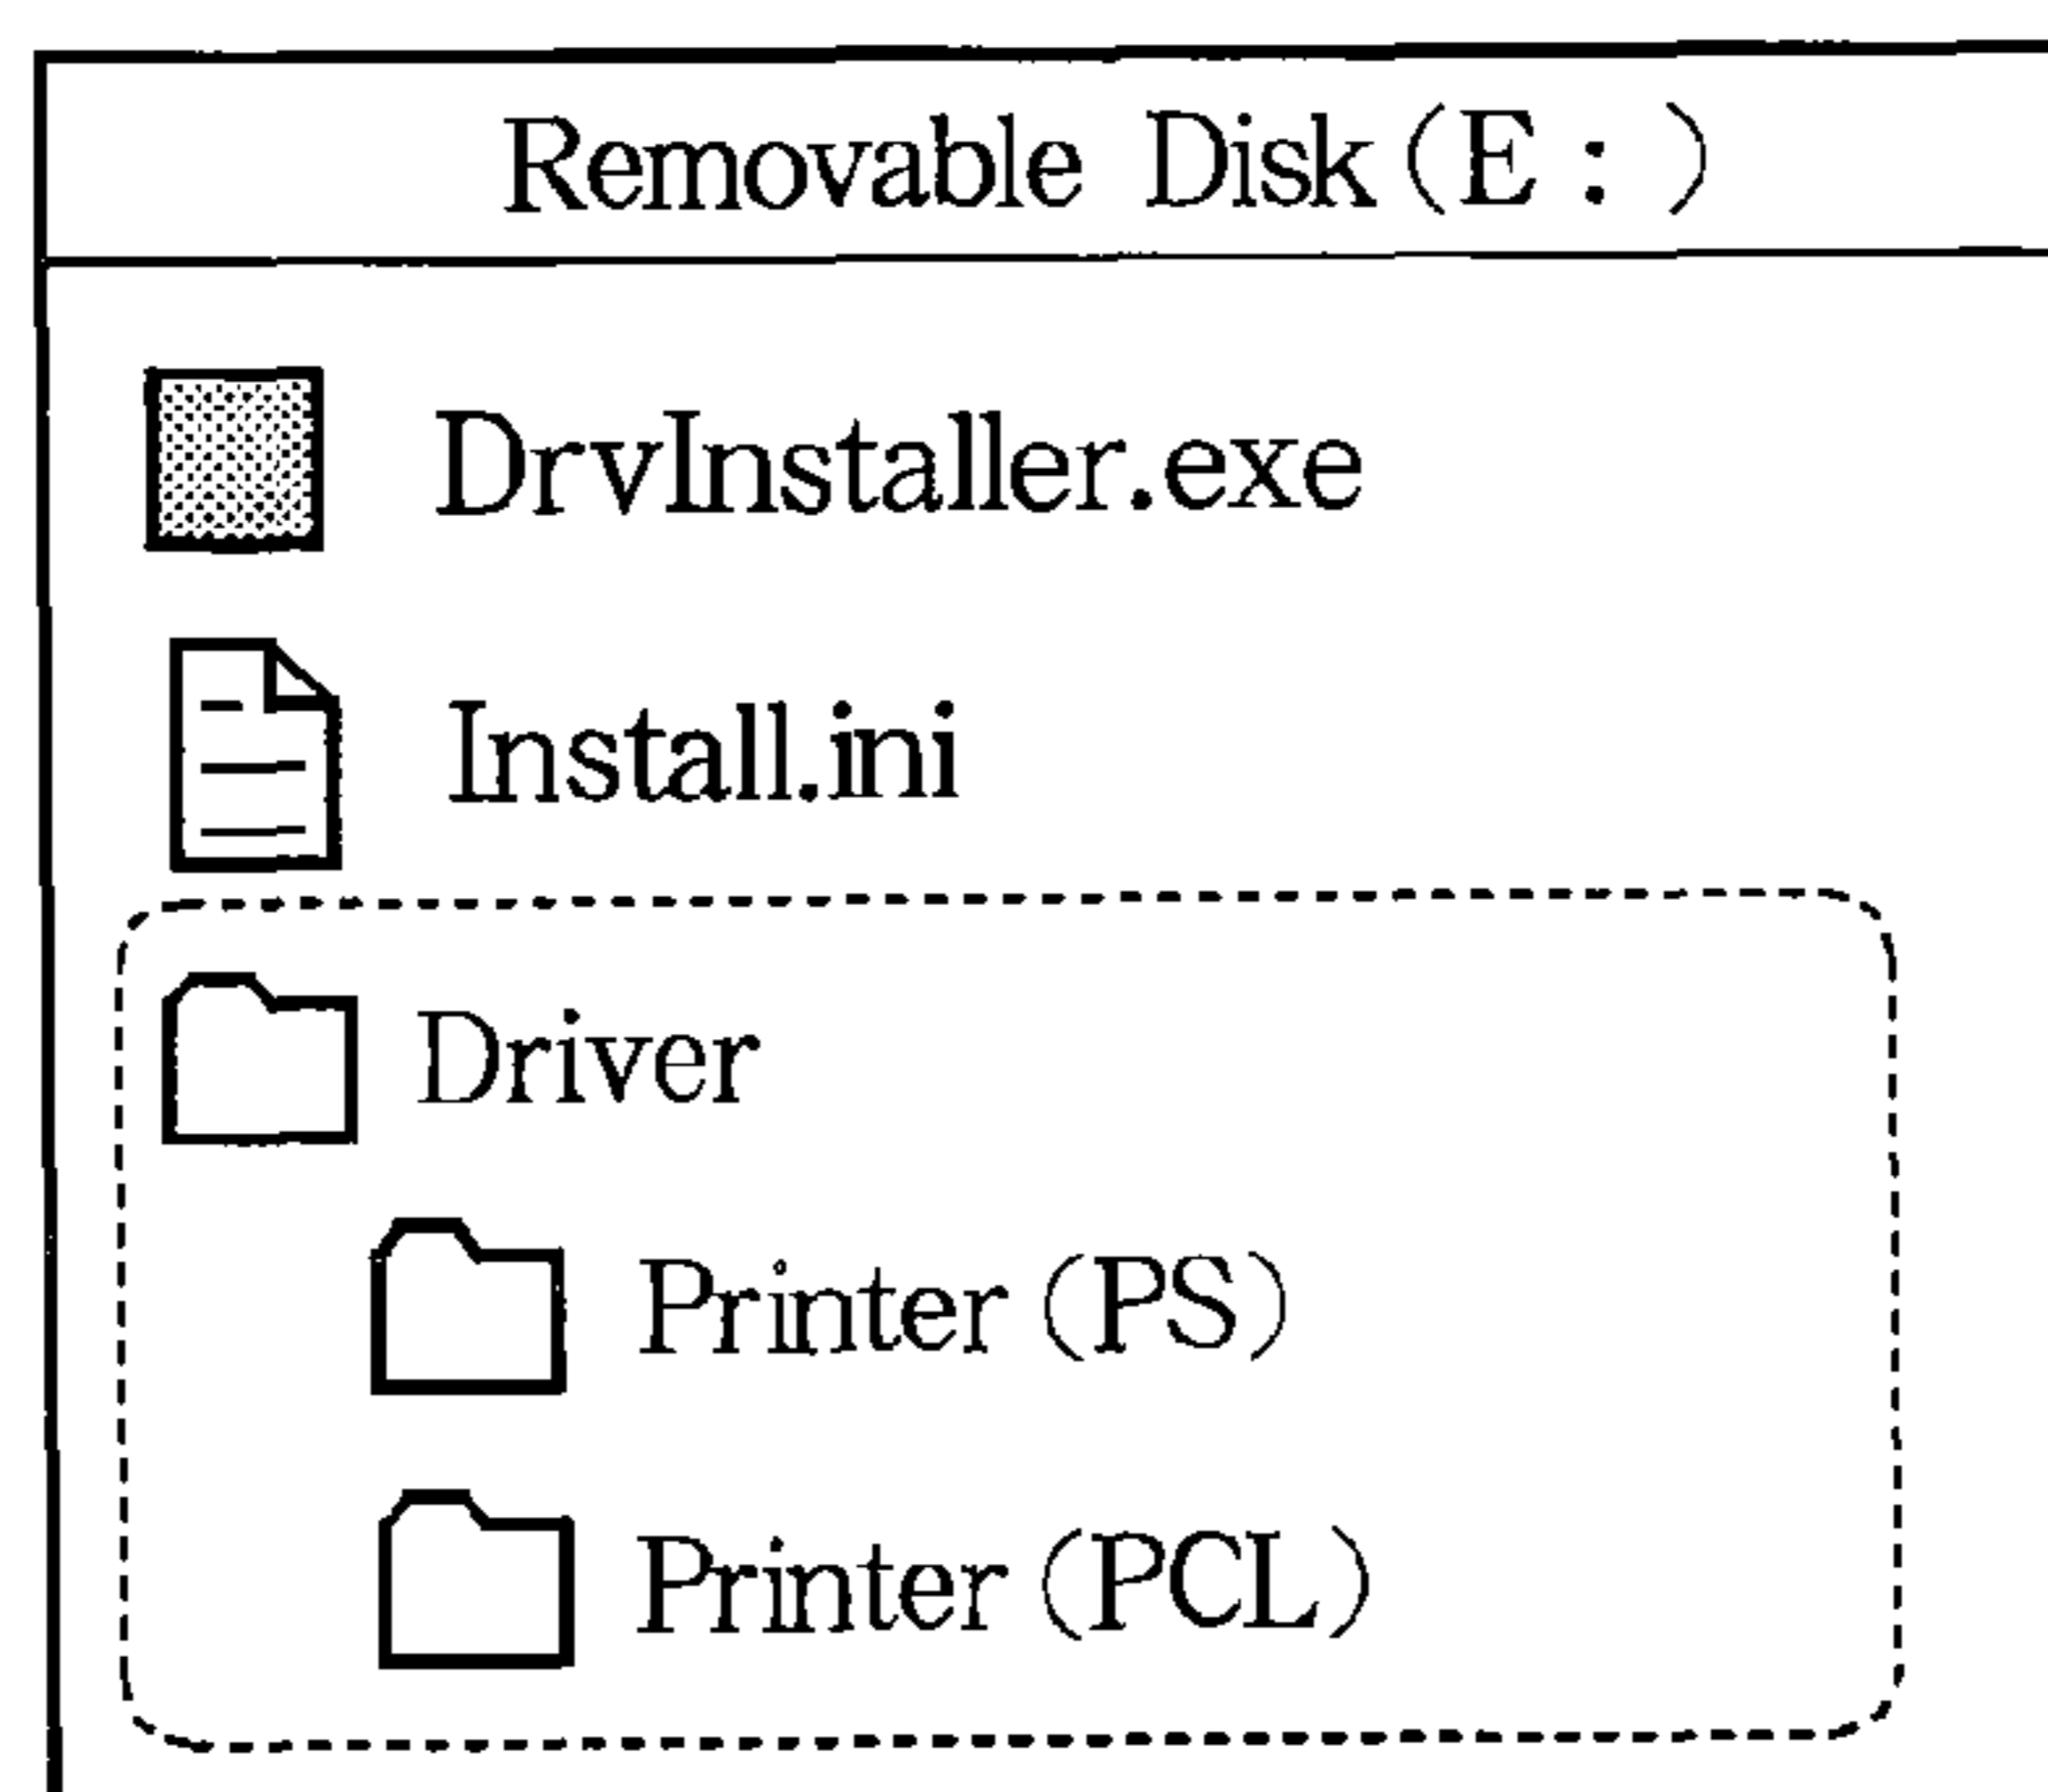 Removable Disk (E : )
DrvInstaller.exe
Install.ini
Driver
Printer (PS)
Printer (PCL)